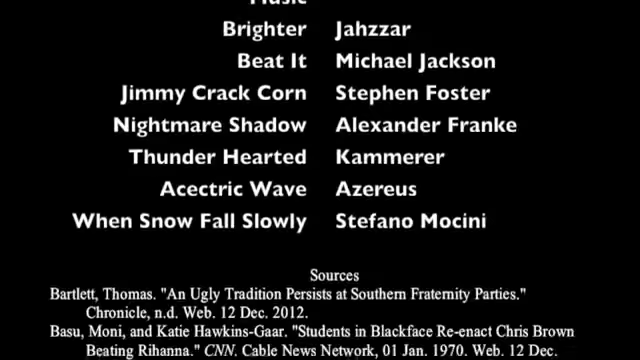 Music
Brighter Jahzzar
Beat It Michael Jackson
Jimmy Crack Corn Stephen Foster
Nightmare Shadow Alexander Franke
Thunder Hearted Kammerer
Acectric Wave Azereus
When Snow Fall Slowly Stefano Mocini
Sources
Bartlett, Thomas. "An Ugly Tradition Persists at Southern Fraternity Parties."
Chronicle, n.d. Web. 12 Dec. 2012.
Basu, Moni, and Katie Hawkins-Gaar. "Students in Blackface Re-enact Chris Brown
Beating Rihanna." CNN. Cable News Network, 01 Jan. 1970. Web. 12 Dec.